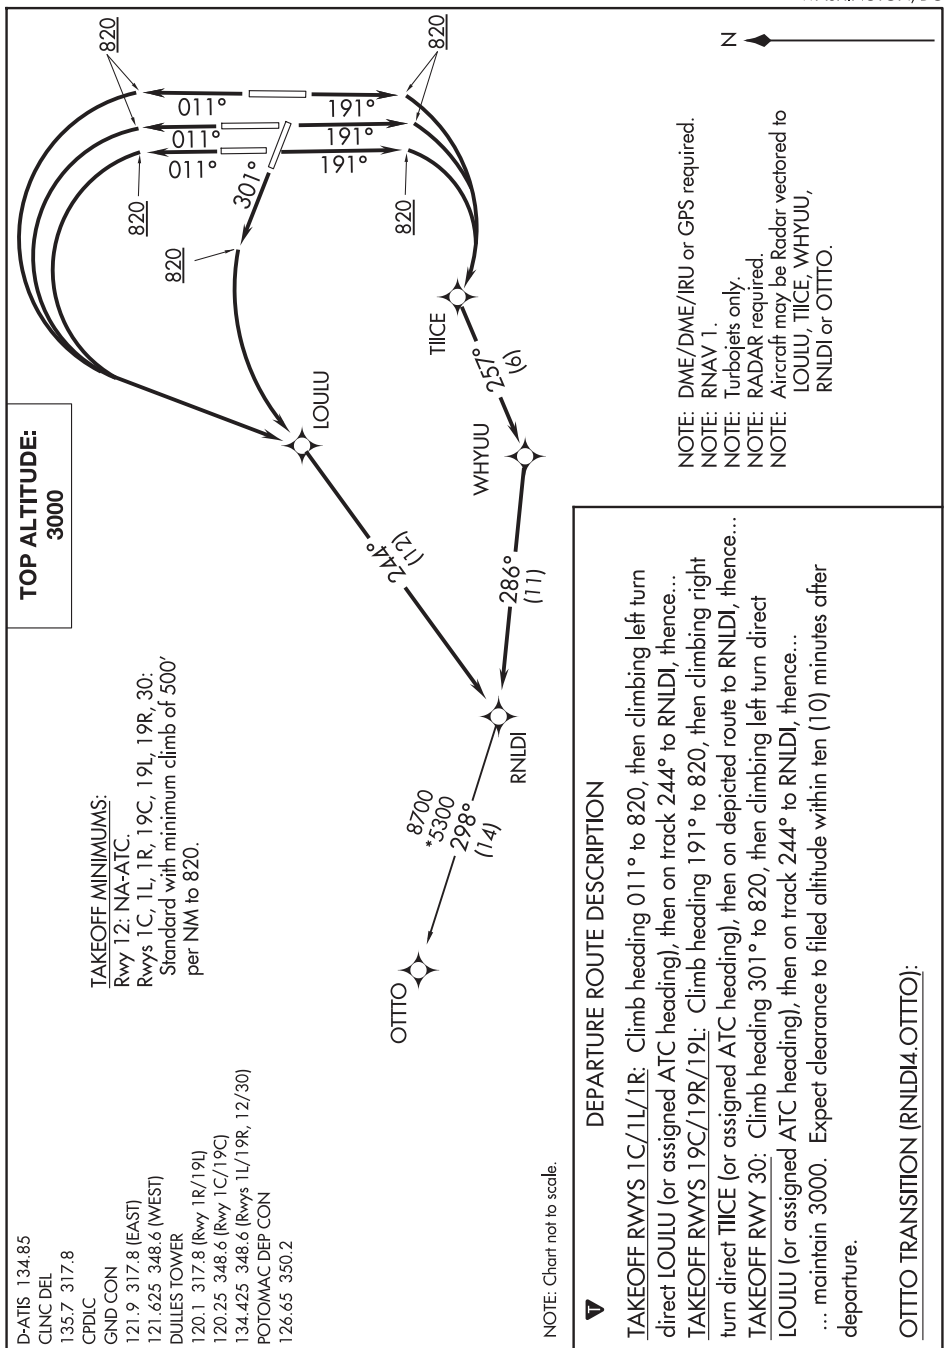 D-ATIS 134.85
CLNC DEL
135.7 317.8
CPDLC
GND CON
121.9 317.8 (EAST)
121.625 348.6 (WEST)
DULLES TOWER
120.1 317.8 (Rwy 1R/19L)
120.25 348.6 (Rwy 1C/19C)
134.425 348.6 (Rwys 1L/19R, 12/30)
POTOMAC DEP CON
126.65 350.2
TAKEOFF MINIMUMS:
Rwy 12: NA-ATC.
Rwys 1C, 1L, 1R, 19C, 19L, 19R, 30:
Standard with minimum climb of 500'
per NM to 820.
TOP ALTITUDE:
3000
820
820
011°
191°
011°
191°
011°
191°
820
820
301°
820
LOULU
TIICE
244°
(12)
257°
(6)
WHYUU
286°
(11)
RNLDI
8700
*5300
298°
(14)
OTTTO
N
NOTE: DME/DME/IRU or GPS required.
NOTE: RNAV 1.
NOTE: Turbojets only.
NOTE: RADAR required.
NOTE: Aircraft may be Radar vectored to
LOULU, TIICE, WHYUU,
RNLDI or OTTTO.
NOTE: Chart not to scale.
T
DEPARTURE ROUTE DESCRIPTION
TAKEOFF RWYS 1C/1L/1R: Climb heading 011° to 820, then climbing left turn
direct LOULU (or assigned ATC heading), then on track 244° to RNLDI, thence...
TAKEOFF RWYS 19C/19R/19L: Climb heading 191° to 820, then climbing right
turn direct TIICE (or assigned ATC heading), then on depicted route to RNLDI, thence...
TAKEOFF RWY 30: Climb heading 301° to 820, then climbing left turn direct
LOULU (or assigned ATC heading), then on track 244° to RNLDI, thence...
... maintain 3000. Expect clearance to filed altitude within ten (10) minutes after
departure.
OTTTO TRANSITION (RNLDI4.OTTTO):